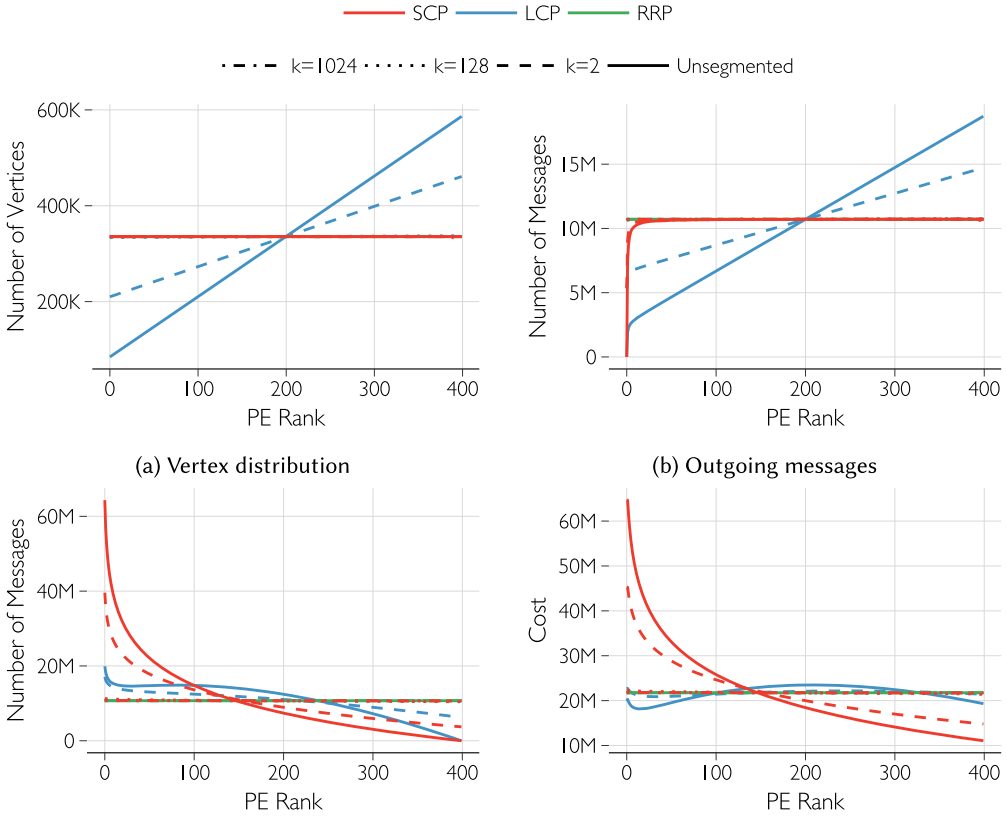 SCP LCP RRP
k=1024 k=128 k=2 Unsegmented
600K
400K
200K
Number of Vertices
0 100 200 300 400
PE Rank
(a) Vertex distribution
15M
10M
5M
0
Number of Messages
0 100 200 300 400
PE Rank
(b) Outgoing messages
60M
40M
20M
0
Number of Messages
0 100 200 300 400
PE Rank
60M
50M
40M
30M
20M
10M
Cost
0 100 200 300 400
PE Rank